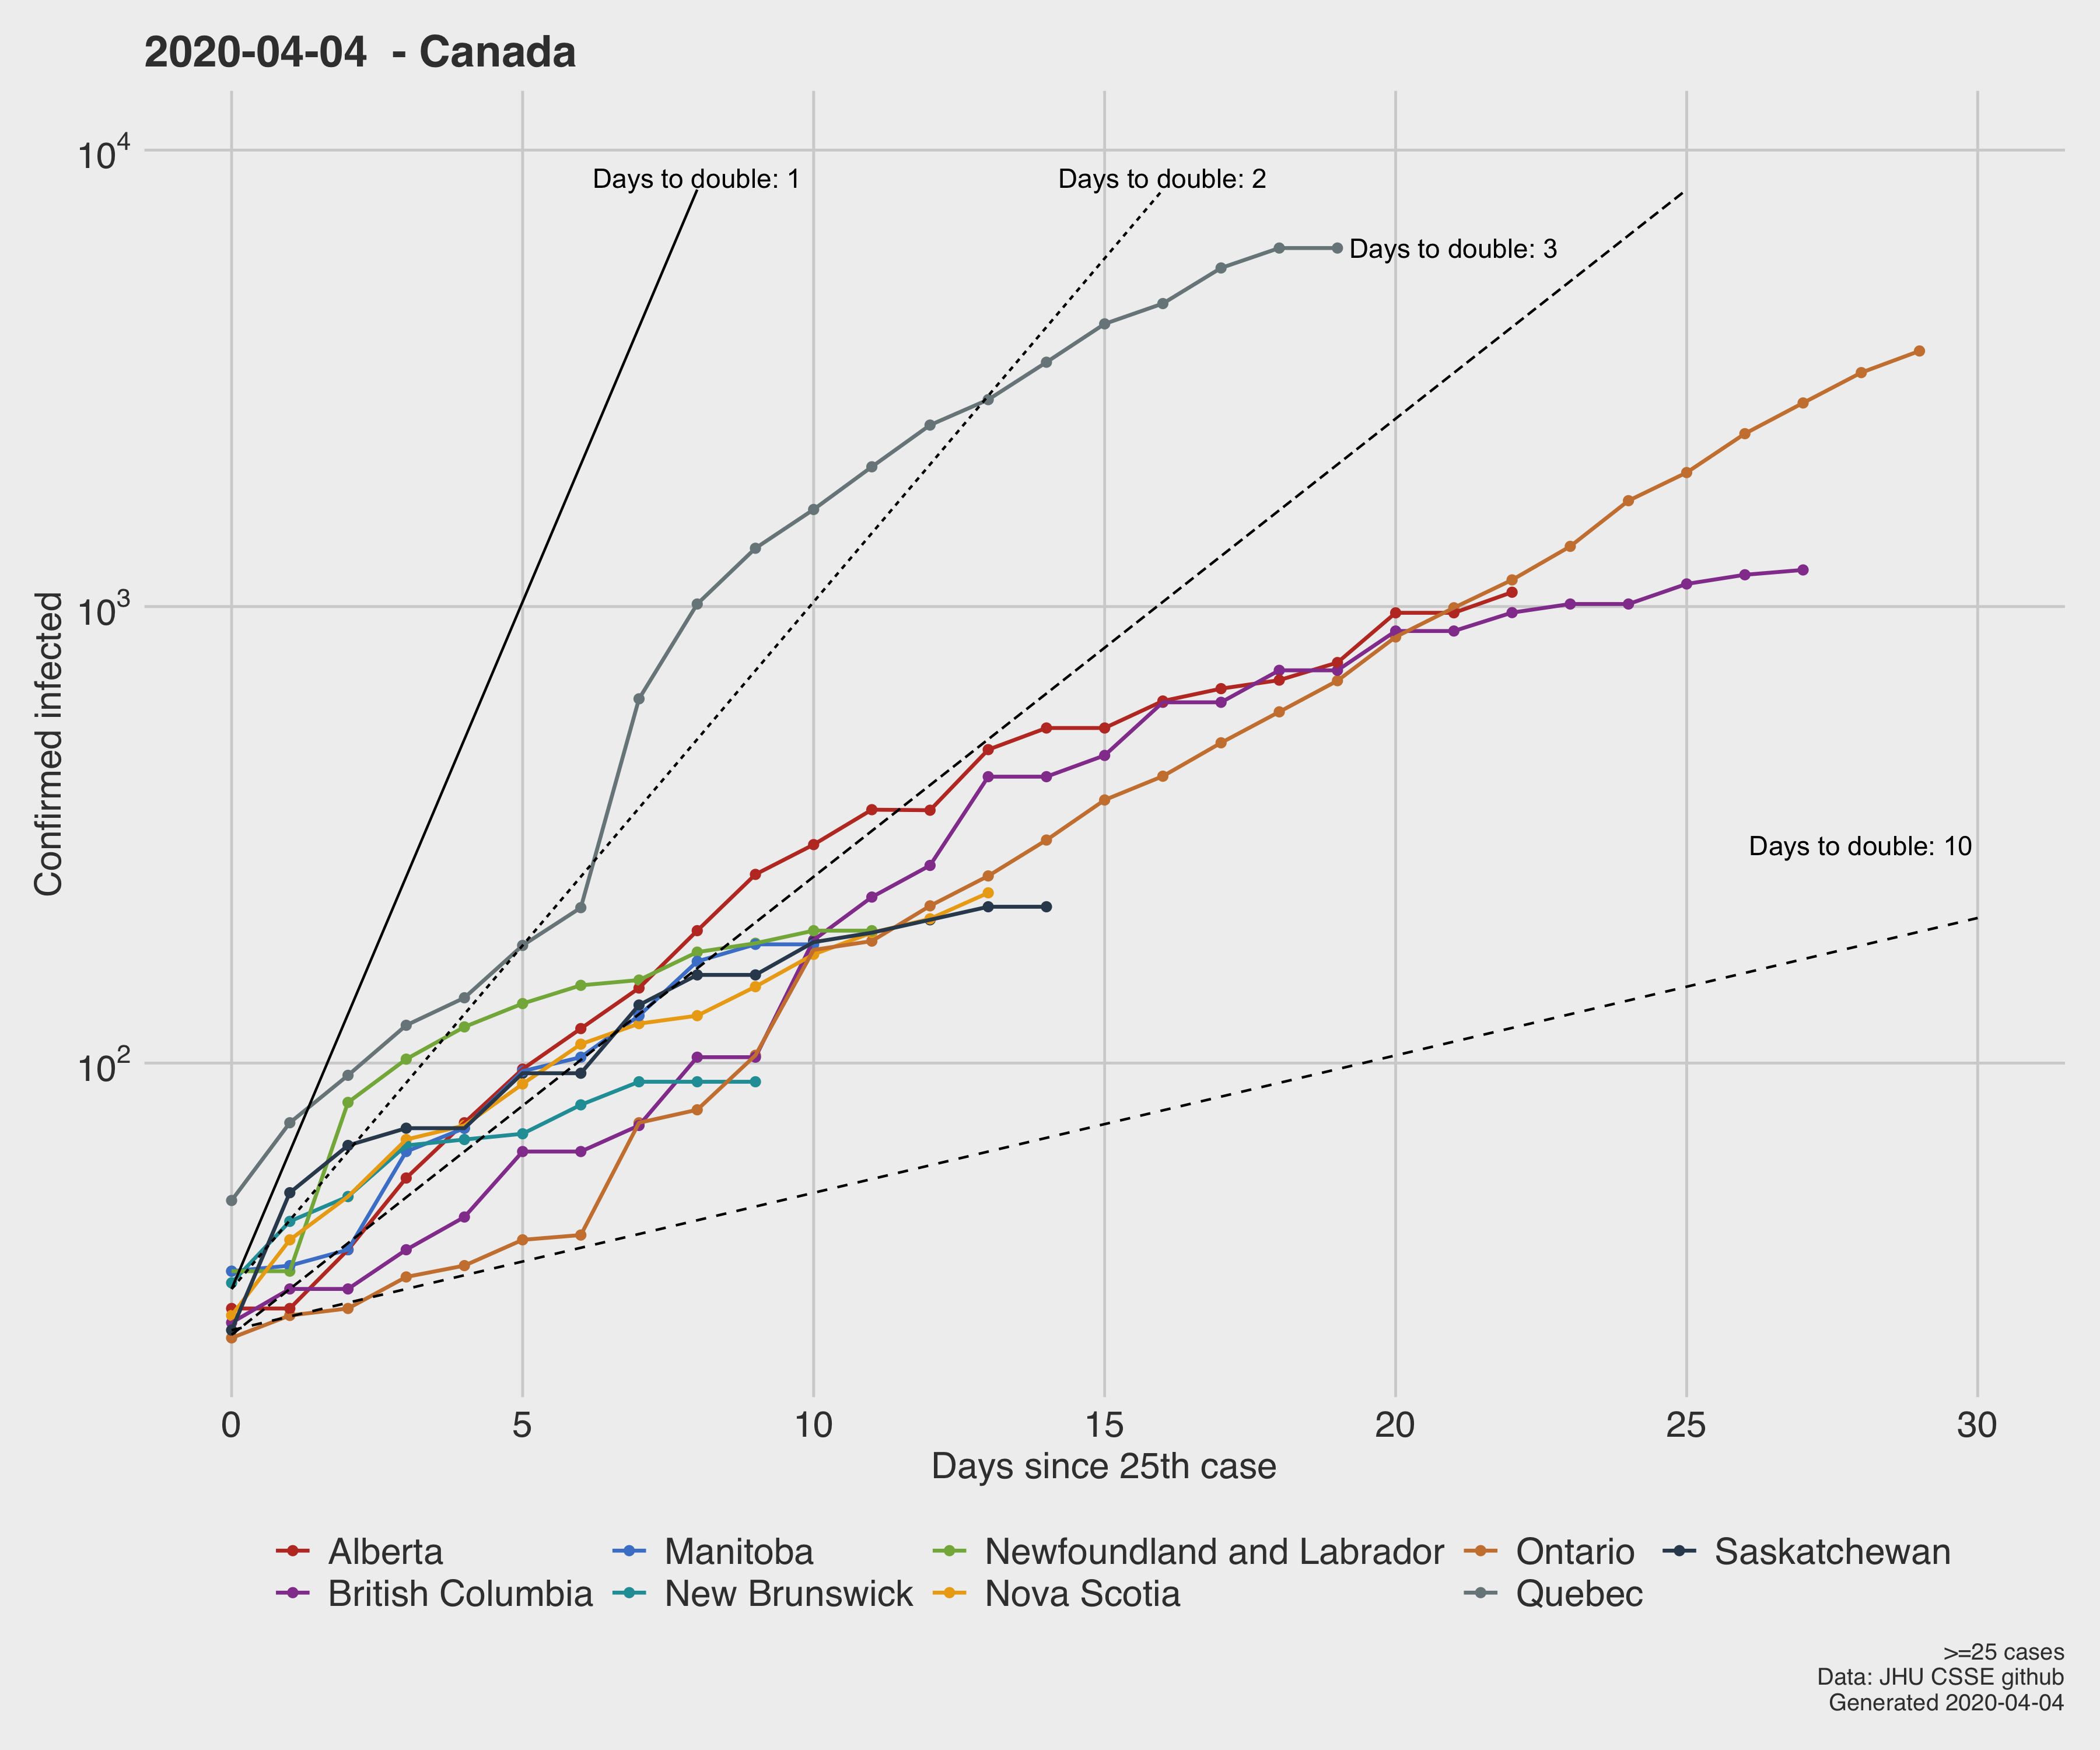 2020-04-04 - Canada
10^4
Days to double: 1
Days to double: 2
Days to double: 3
10^3
Confirmed infected
Days to double: 10
10^2
0 5 10 15 20 25 30
Days since 25th case
Alberta Manitoba Newfoundland and Labrador Ontario Saskatchewan
British Columbia New Brunswick Nova Scotia Quebec
>=25 cases
Data: JHU CSSE github
Generated 2020-04-04